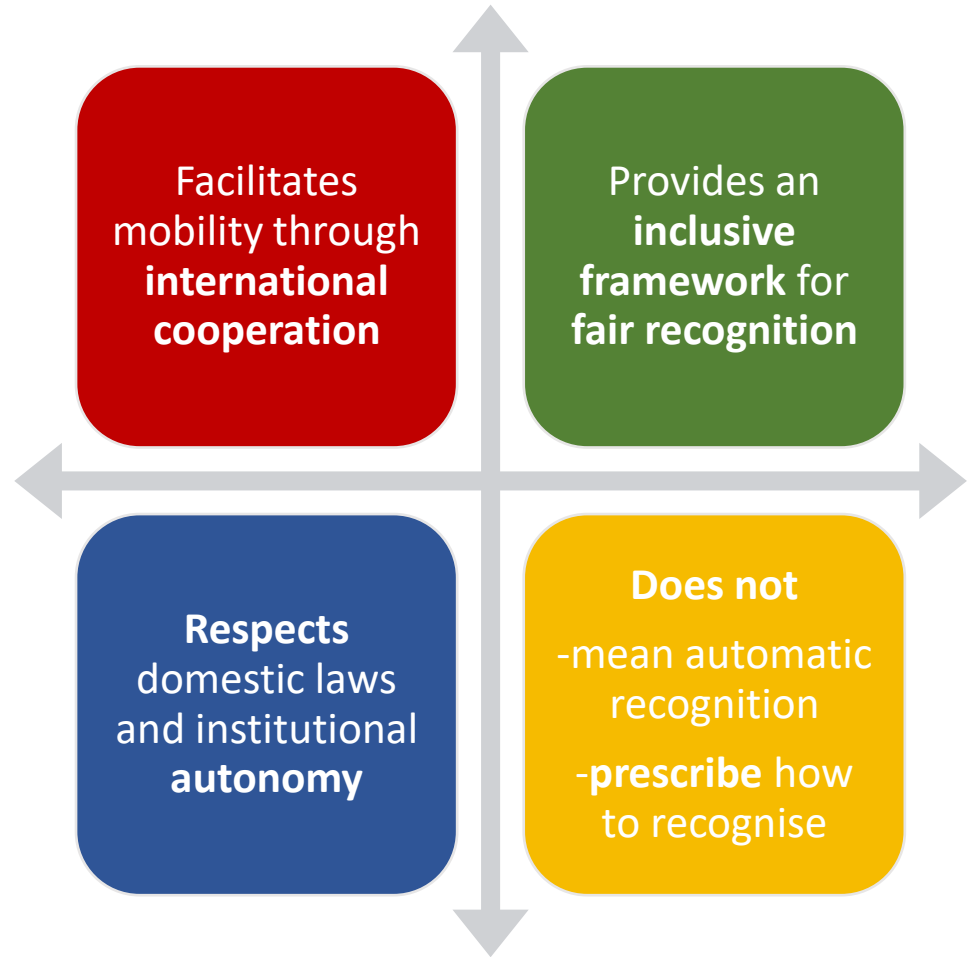 Facilitates
mobility through
international
cooperation
Provides an
inclusive
framework for
fair recognition
Respects
domestic laws
and institutional
autonomy
Does not
-mean automatic
recognition
-prescribe how
to recognise